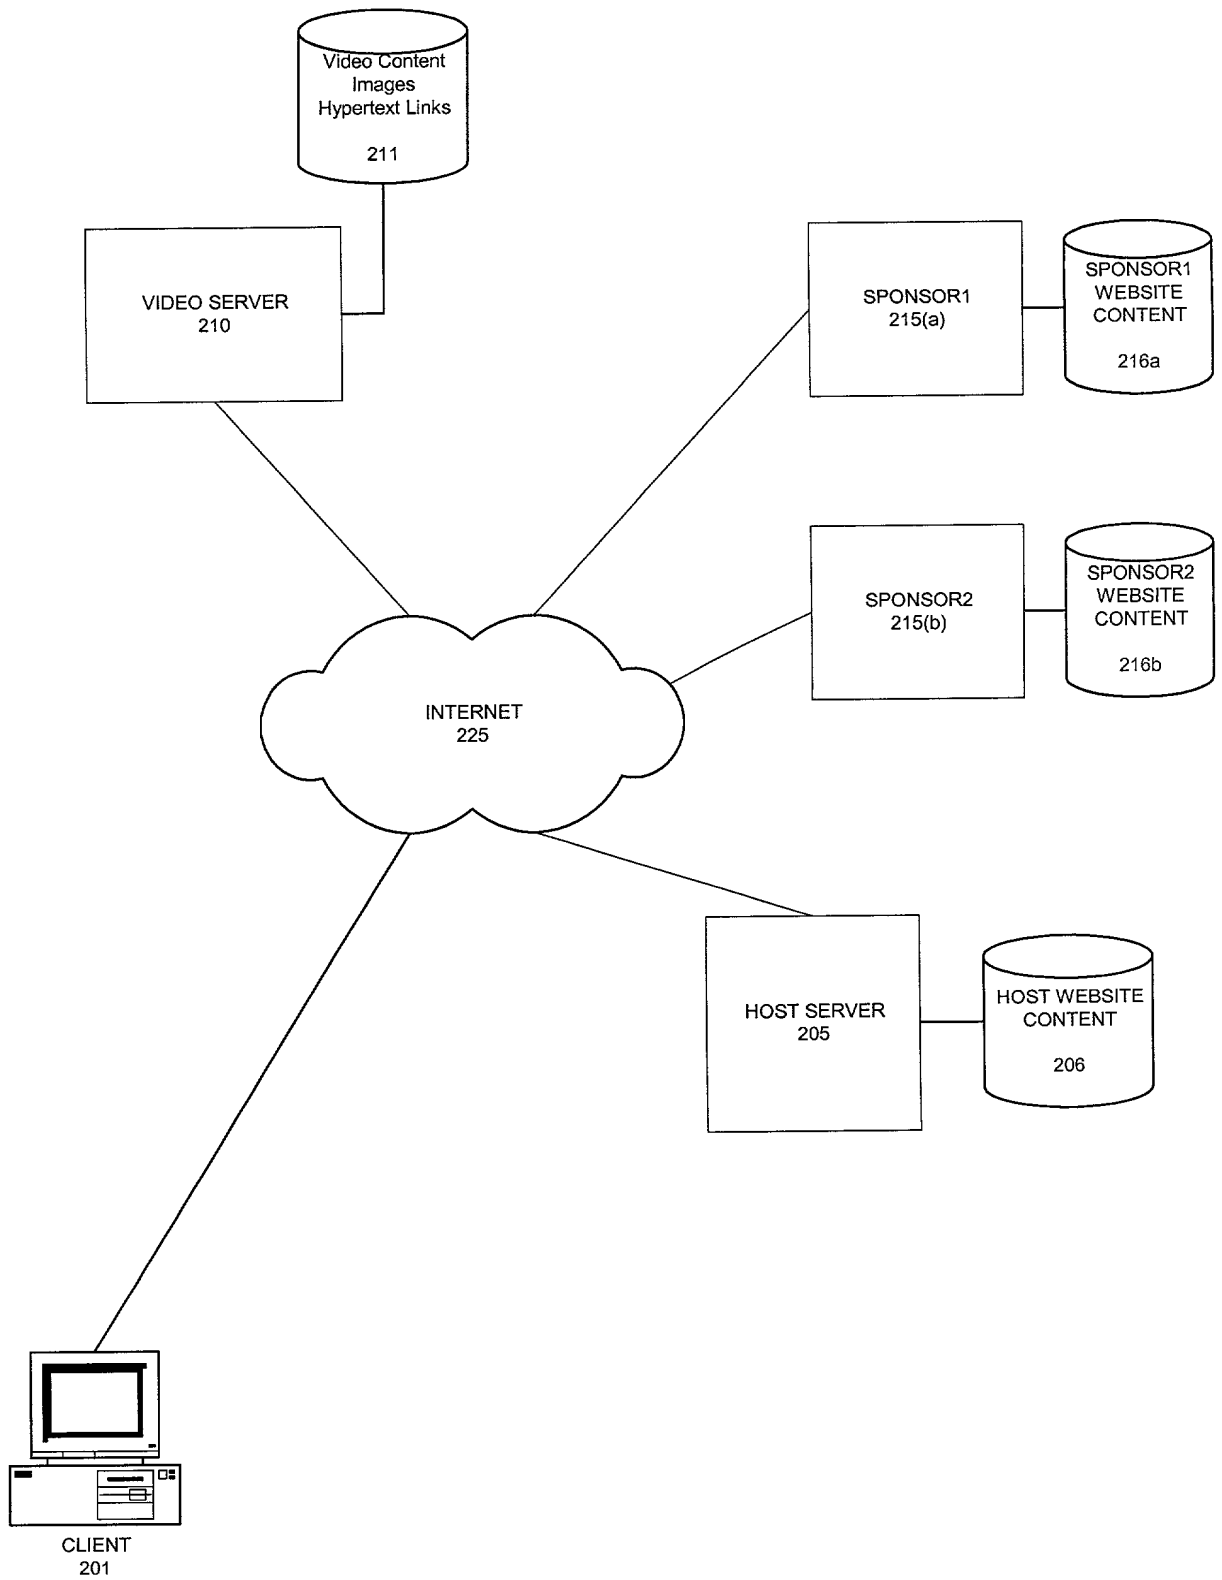 Video Content
Images
Hypertext Links
211
VIDEO SERVER
210
SPONSOR1
215(a)
SPONSOR1
WEBSITE
CONTENT
216a
SPONSOR2
215(b)
SPONSOR2
WEBSITE
CONTENT
216b
INTERNET
225
HOST SERVER
205
HOST WEBSITE
CONTENT
206
CLIENT
201